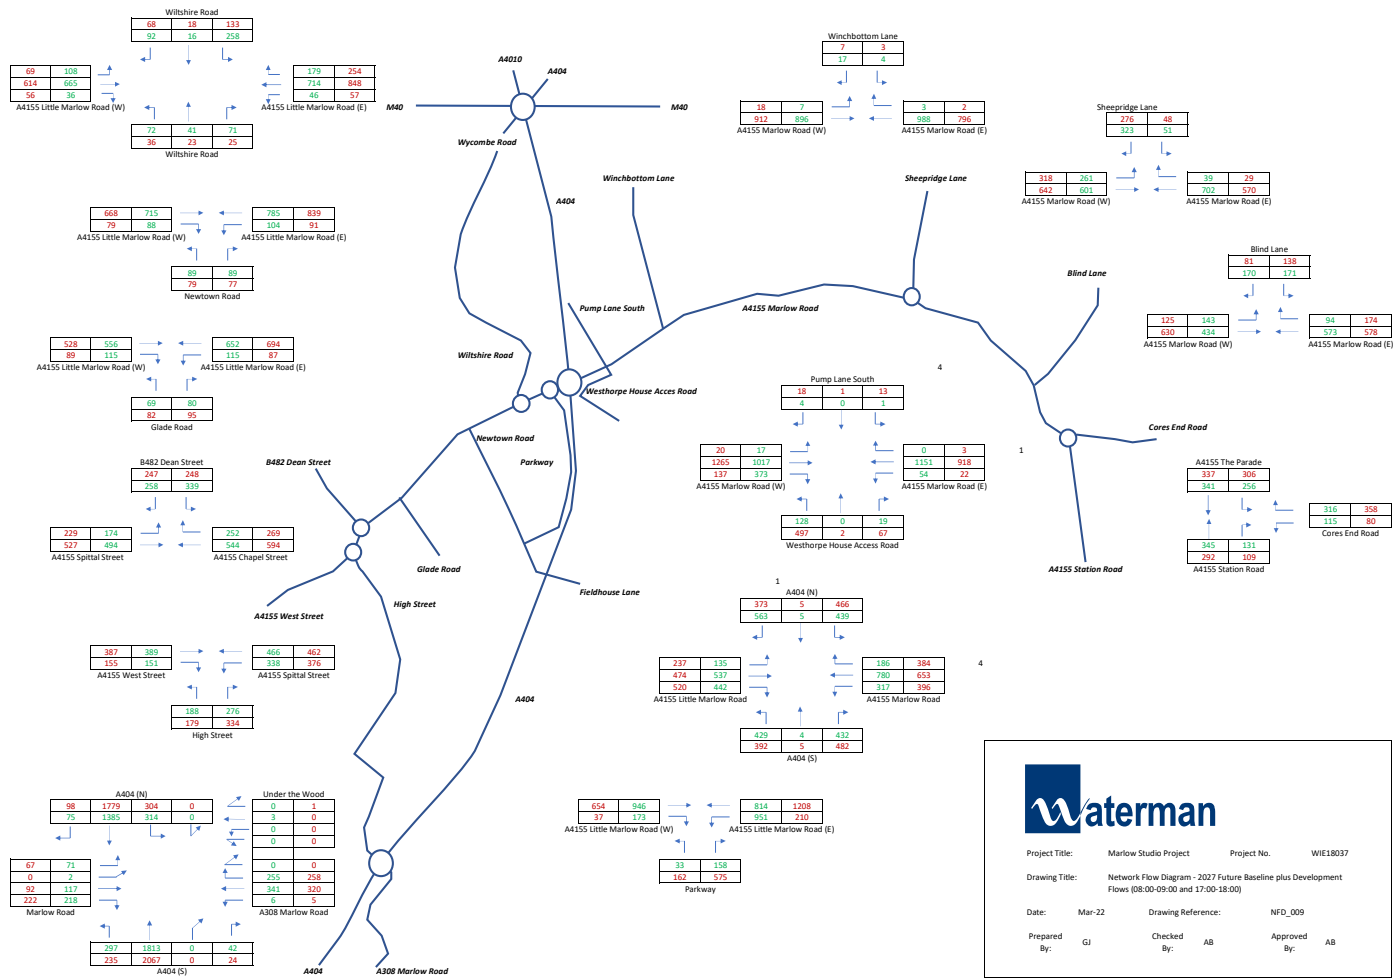 Wiltshire Road
68 18 133
92 16 258
69 108
614 665
56 36
A4155 Little Marlow Road (W)
179 254
714 848
46 57
A4155 Little Marlow Road (E)
72 41 71
36 23 25
Wiltshire Road
668 715
79 88
A4155 Little Marlow Road (W)
785 839
104 91
A4155 Little Marlow Road (E)
89 89
79 77
Newtown Road
528 556
89 115
A4155 Little Marlow Road (W)
652 694
115 87
A4155 Little Marlow Road (E)
69 80
82 95
Glade Road
B482 Dean Street
247 248
258 339
229 174
527 494
A4155 Spittal Street
252 269
544 594
A4155 Chapel Street
387 389
155 151
A4155 West Street
466 462
338 376
A4155 Spittal Street
188 276
179 334
High Street
A404 (N)
98 1779 304 0
75 1385 314 0
Under the Wood
0 1
3 0
0 0
0 0
0 0
255 258
341 320
6 5
A308 Marlow Road
67 71
0 2
92 117
222 218
Marlow Road
297 1813 0 42
235 2067 0 24
A404 (S)
A4010
A404
M40
M40
Wycombe Road
A404
Winchbottom Lane
Sheepridge Lane
Blind Lane
Pump Lane South
A4155 Marlow Road
Wiltshire Road
Westhorpe House Acces Road
Newtown Road
Parkway
B482 Dean Street
Cores End Road
Glade Road
Fieldhouse Lane
A4155 Station Road
A4155 West Street
High Street
A404
A404
A308 Marlow Road
Winchbottom Lane
7 3
17 4
18 7
912 896
A4155 Marlow Road (W)
3 2
988 796
A4155 Marlow Road (E)
Sheepridge Lane
276 48
323 51
318 261
642 601
A4155 Marlow Road (W)
39 29
702 570
A4155 Marlow Road (E)
Blind Lane
81 138
170 171
125 143
630 434
A4155 Marlow Road (W)
94 174
573 578
A4155 Marlow Road (E)
4
Pump Lane South
18 1 13
4 0 1
20 17
1265 1017
137 373
A4155 Marlow Road (W)
0 3
1151 918
54 22
A4155 Marlow Road (E)
1
128 0 19
497 2 67
Westhorpe House Access Road
A4155 The Parade
337 306
341 256
316 358
115 80
Cores End Road
345 131
292 109
A4155 Station Road
1
A404 (N)
373 5 466
563 5 439
237 135
474 537
520 442
A4155 Little Marlow Road
186 384
780 653
317 396
A4155 Marlow Road
4
429 4 432
392 5 482
A404 (S)
654 946
37 173
A4155 Little Marlow Road (W)
814 1208
951 210
A4155 Little Marlow Road (E)
33 158
162 575
Parkway
Waterman
Project Title: Marlow Studio Project Project No. WIE18037
Drawing Title: Network Flow Diagram - 2027 Future Baseline plus Development
Flows (08:00-09:00 and 17:00-18:00)
Date: Mar-22 Drawing Reference: NFD_009
Prepared By: GJ Checked By: AB Approved By: AB